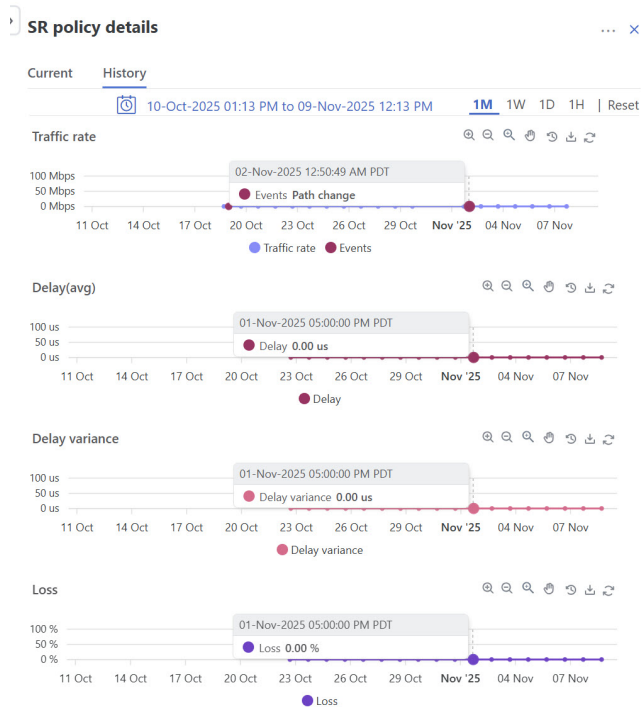 SR policy details
Current History
10-Oct-2025 01:13 PM to 09-Nov-2025 12:13 PM 1M 1W 1D 1H | Reset
Traffic rate
02-Nov-2025 12:50:49 AM PDT
Events Path change
100 Mbps
50 Mbps
0 Mbps
11 Oct 14 Oct 17 Oct 20 Oct 23 Oct 26 Oct 29 Oct Nov '25 04 Nov 07 Nov
Traffic rate Events
Delay(avg)
01-Nov-2025 05:00:00 PM PDT
Delay 0.00 us
100 us
50 us
0 us
11 Oct 14 Oct 17 Oct 20 Oct 23 Oct 26 Oct 29 Oct Nov '25 04 Nov 07 Nov
Delay
Delay variance
01-Nov-2025 05:00:00 PM PDT
Delay variance 0.00 us
100 us
50 us
0 us
11 Oct 14 Oct 17 Oct 20 Oct 23 Oct 26 Oct 29 Oct Nov '25 04 Nov 07 Nov
Delay variance
Loss
01-Nov-2025 05:00:00 PM PDT
Loss 0.00 %
100 %
50 %
0 %
11 Oct 14 Oct 17 Oct 20 Oct 23 Oct 26 Oct 29 Oct Nov '25 04 Nov 07 Nov
Loss